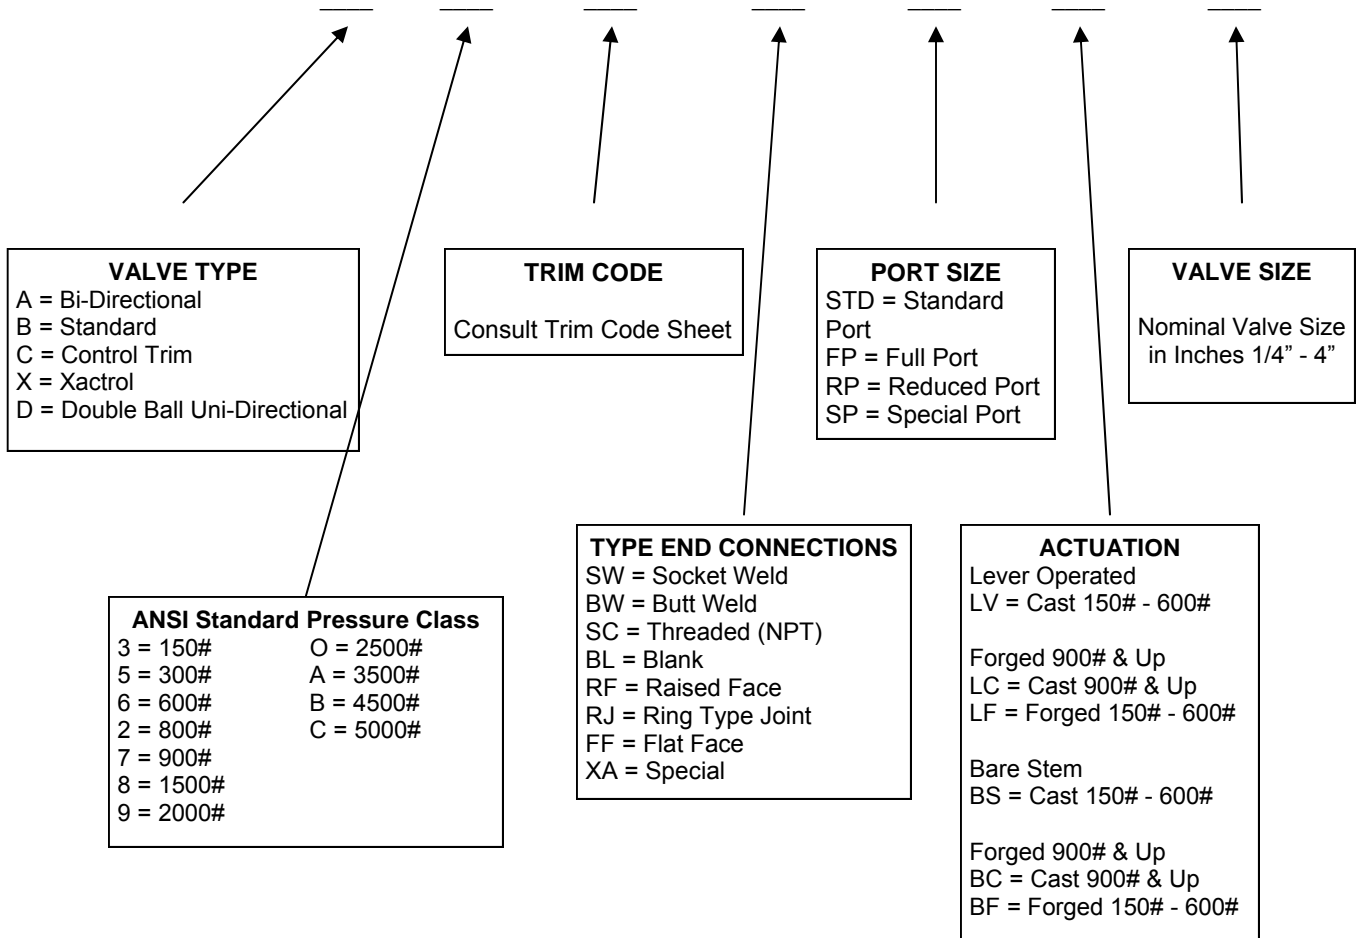 VALVE TYPE
A = Bi-Directional
B = Standard
C = Control Trim
X = Xactrol
D = Double Ball Uni-Directional
TRIM CODE
Consult Trim Code Sheet
PORT SIZE
STD = Standard
Port
FP = Full Port
RP = Reduced Port
SP = Special Port
VALVE SIZE
Nominal Valve Size
in Inches 1/4” - 4”
ANSI Standard Pressure Class
3 = 150#
5 = 300#
6 = 600#
2 = 800#
7 = 900#
8 = 1500#
9 = 2000#
O = 2500#
A = 3500#
B = 4500#
C = 5000#
TYPE END CONNECTIONS
SW = Socket Weld
BW = Butt Weld
SC = Threaded (NPT)
BL = Blank
RF = Raised Face
RJ = Ring Type Joint
FF = Flat Face
XA = Special
ACTUATION
Lever Operated
LV = Cast 150# - 600#
Forged 900# & Up
LC = Cast 900# & Up
LF = Forged 150# - 600#
Bare Stem
BS = Cast 150# - 600#
Forged 900# & Up
BC = Cast 900# & Up
BF = Forged 150# - 600#